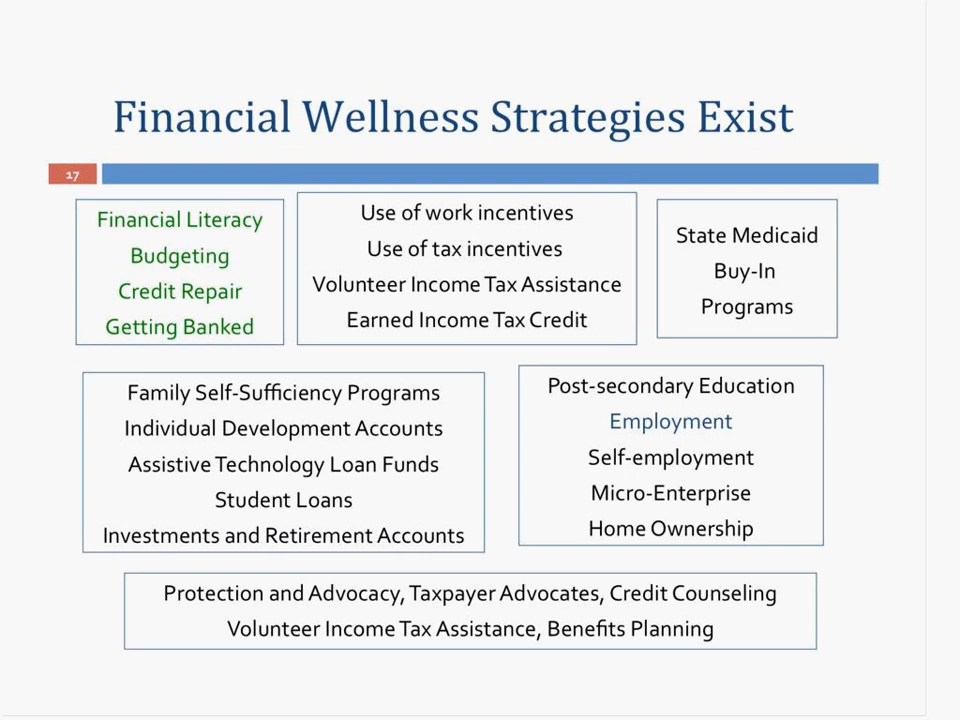 Financial Wellness Strategies Exist
17
Financial Literacy
Budgeting
Credit Repair
Getting Banked
Use of work incentives
Use of tax incentives
Volunteer Income Tax Assistance
Earned Income Tax Credit
State Medicaid
Buy-In
Programs
Family Self-Sufficiency Programs
Individual Development Accounts
Assistive Technology Loan Funds
Student Loans
Investments and Retirement Accounts
Post-secondary Education
Employment
Self-employment
Micro-Enterprise
Home Ownership
Protection and Advocacy, Taxpayer Advocates, Credit Counseling
Volunteer Income Tax Assistance, Benefits Planning